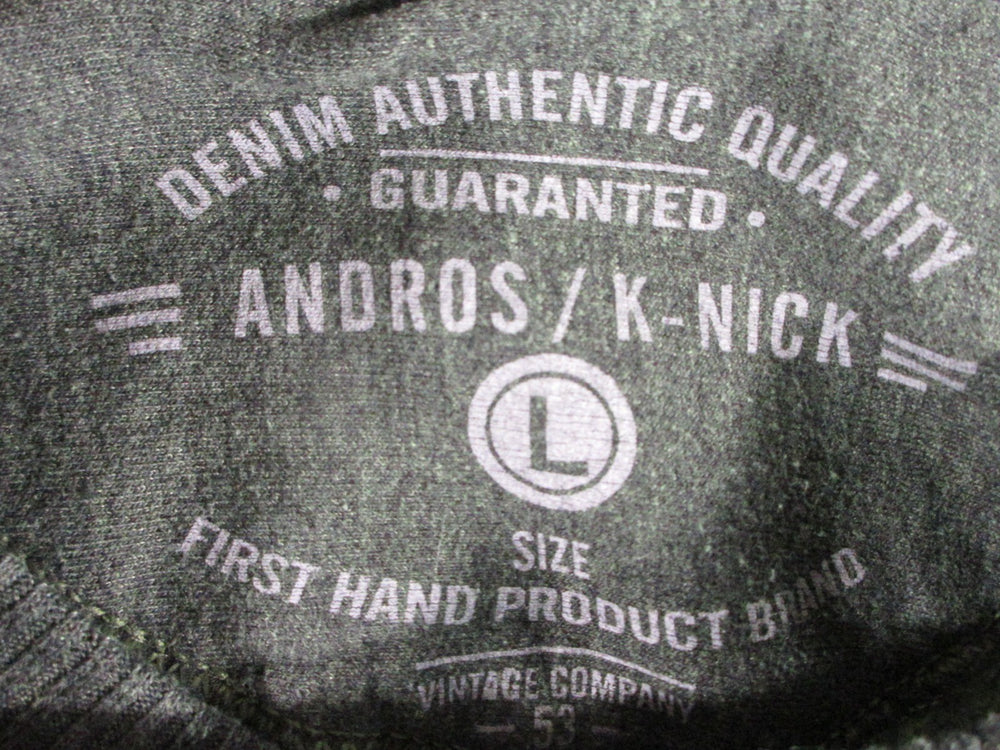 DENIM AUTHENTIC QUALITY
• GUARANTED •
ANDROS / K-NICK
L
SIZE
FIRST HAND PRODUCT BRAND
VINTAGE COMPANY
— 53 —